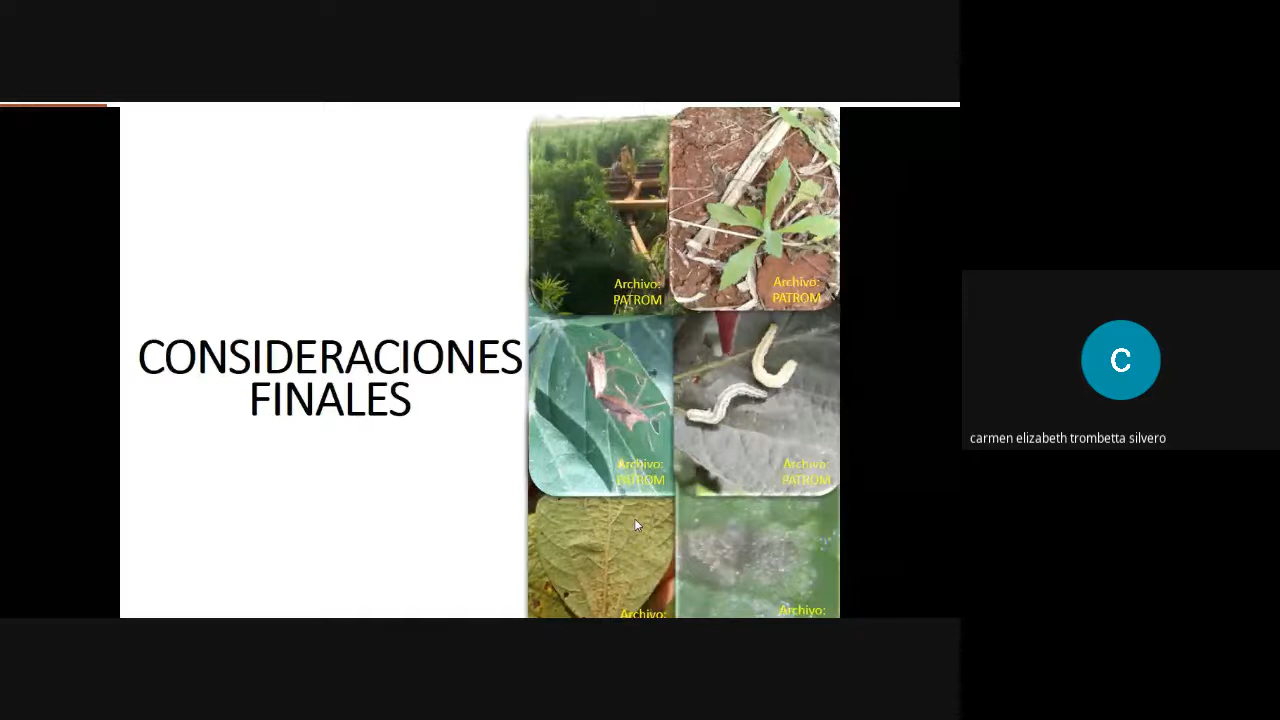 CONSIDERACIONES
FINALES
Archivo:
PATROM
Archivo:
PATROM
Archivo:
PATROM
Archivo:
PATROM
Archivo:
Archivo:
C
carmen elizabeth trombetta silvero